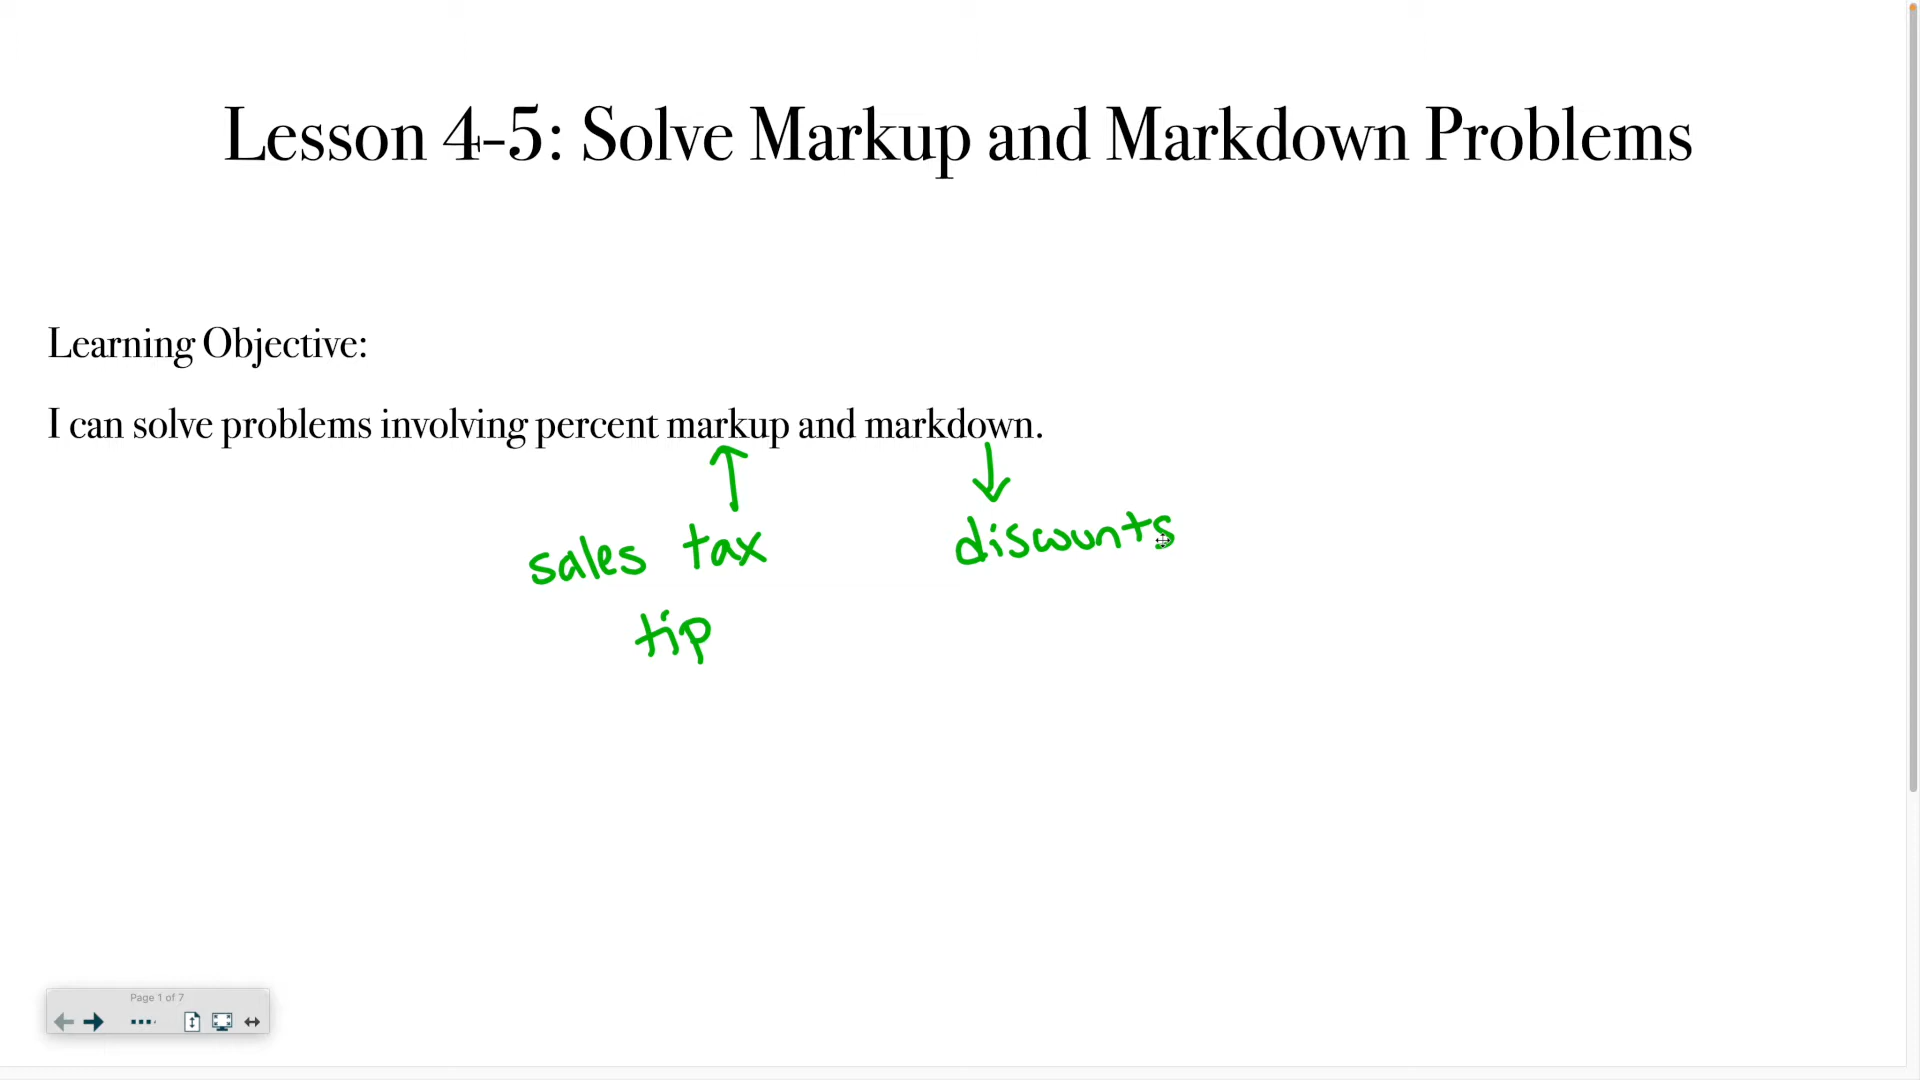 Lesson 4-5: Solve Markup and Markdown Problems
Learning Objective:
I can solve problems involving percent markup and markdown.
sales tax discounts
tip
Page 1 of 7